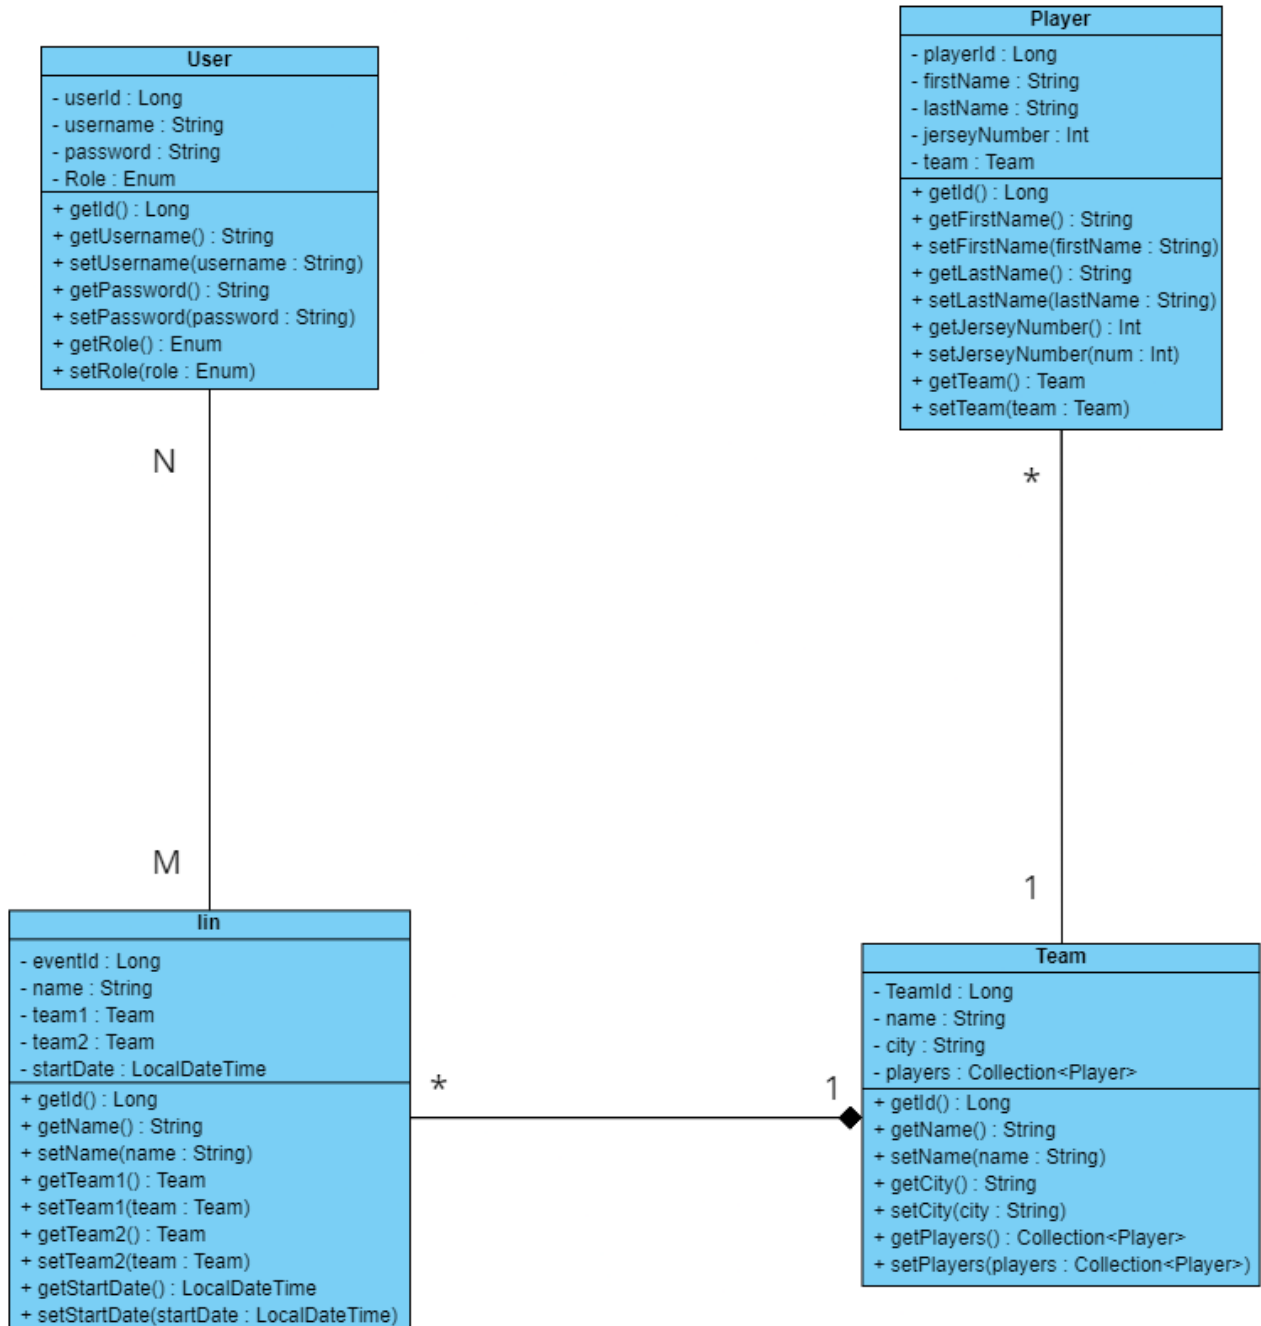 User
- userId : Long
- username : String
- password : String
- Role : Enum
+ getId() : Long
+ getUsername() : String
+ setUsername(username : String)
+ getPassword() : String
+ setPassword(password : String)
+ getRole() : Enum
+ setRole(role : Enum)
Player
- playerId : Long
- firstName : String
- lastName : String
- jerseyNumber : Int
- team : Team
+ getId() : Long
+ getFirstName() : String
+ setFirstName(firstName : String)
+ getLastName() : String
+ setLastName(lastName : String)
+ getJerseyNumber() : Int
+ setJerseyNumber(num : Int)
+ getTeam() : Team
+ setTeam(team : Team)
N
*
M
1
lin
- eventId : Long
- name : String
- team1 : Team
- team2 : Team
- startDate : LocalDateTime
+ getId() : Long
+ getName() : String
+ setName(name : String)
+ getTeam1() : Team
+ setTeam1(team : Team)
+ getTeam2() : Team
+ setTeam2(team : Team)
+ getStartDate() : LocalDateTime
+ setStartDate(startDate : LocalDateTime)
*
1
Team
- TeamId : Long
- name : String
- city : String
- players : Collection<Player>
+ getId() : Long
+ getName() : String
+ setName(name : String)
+ getCity() : String
+ setCity(city : String)
+ getPlayers() : Collection<Player>
+ setPlayers(players : Collection<Player>)